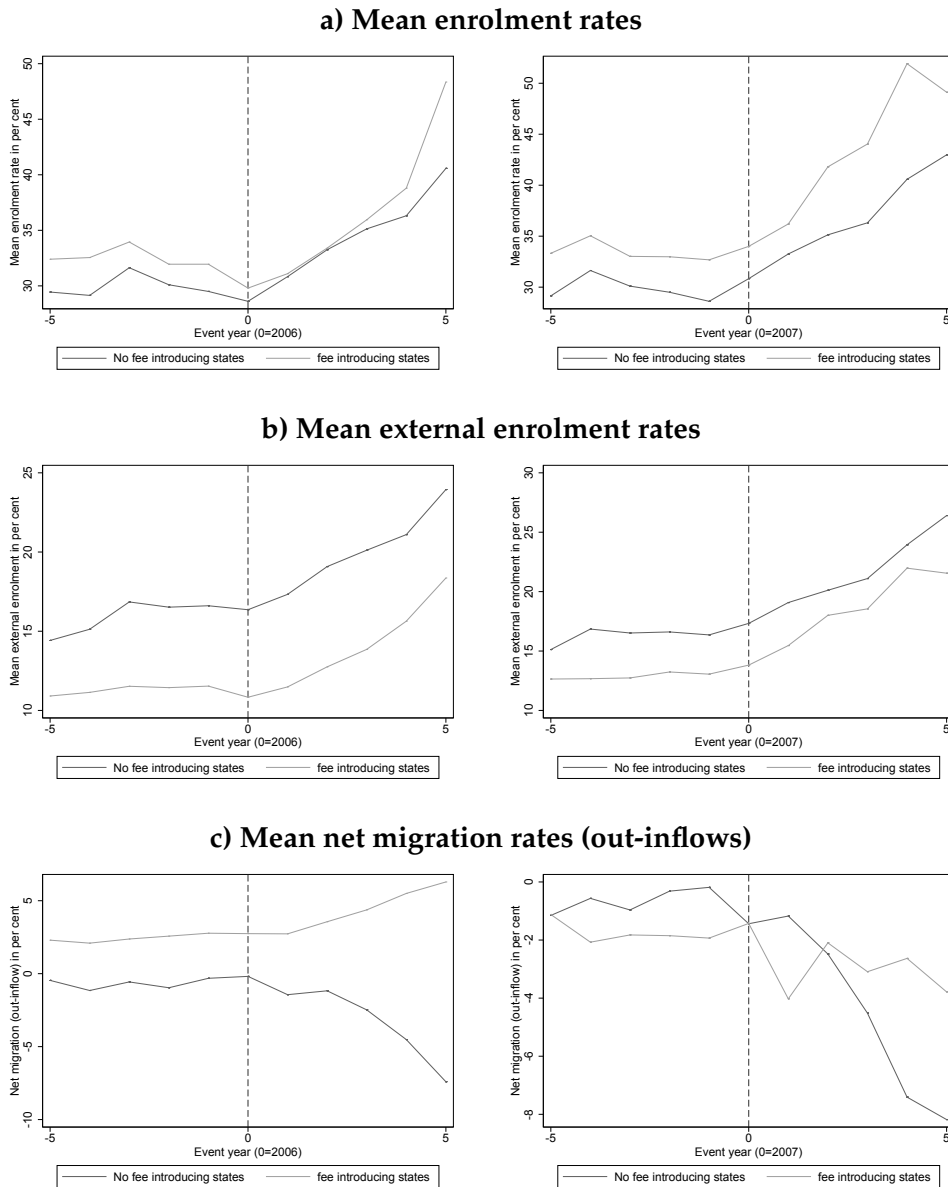 a) Mean enrolment rates
Mean enrolment rate in per cent
50
45
40
35
30
-5 0 5
Event year (0=2006)
No fee introducing states fee introducing states
Mean enrolment rate in per cent
50
45
40
35
30
-5 0 5
Event year (0=2007)
No fee introducing states fee introducing states
b) Mean external enrolment rates
Mean external enrolment in per cent
25
20
15
10
-5 0 5
Event year (0=2006)
No fee introducing states fee introducing states
Mean external enrolment in per cent
30
25
20
15
10
-5 0 5
Event year (0=2007)
No fee introducing states fee introducing states
c) Mean net migration rates (out-inflows)
Net migration (out-inflow) in per cent
5
0
-5
-10
-5 0 5
Event year (0=2006)
No fee introducing states fee introducing states
Net migration (out-inflow) in per cent
0
-2
-4
-6
-8
-5 0 5
Event year (0=2007)
No fee introducing states fee introducing states